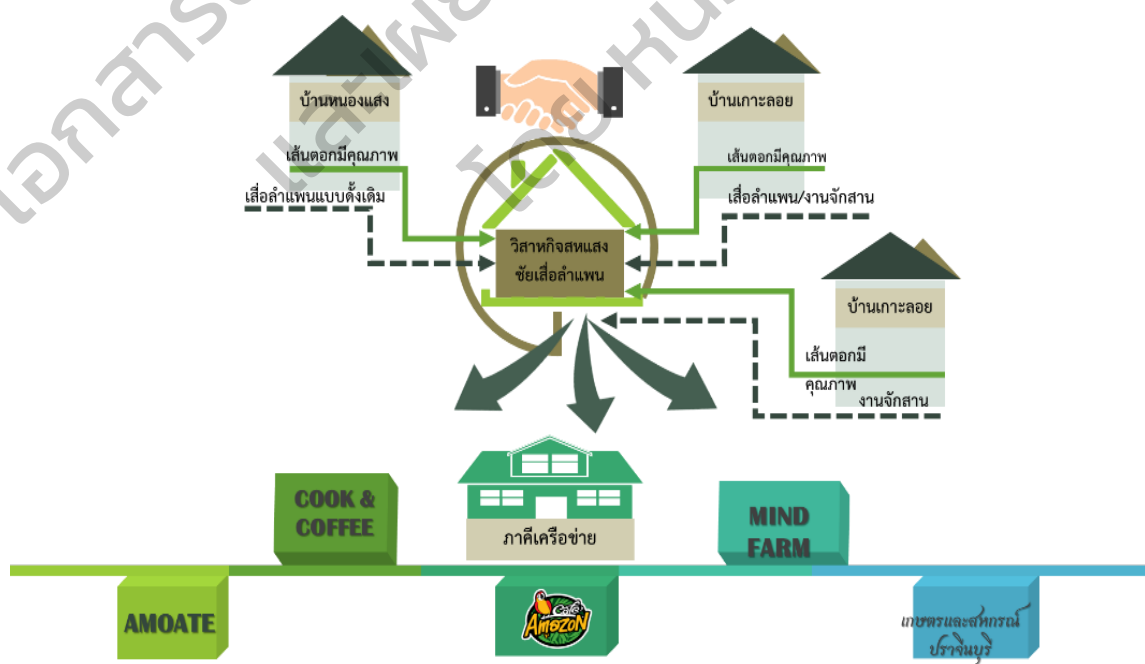 บ้านหนองแสง
บ้านเกาะลอย
เส้นตอกมีคุณภาพ
เส้นตอกมีคุณภาพ
เสื่อลำแพนแบบดั้งเดิม
เสื่อลำแพน/งานจักสาน
วิสาหกิจสหแสง
ชัยเสื่อลำแพน
บ้านเกาะลอย
เส้นตอกมี
คุณภาพ
งานจักสาน
COOK &
COFFEE
ภาคีเครือข่าย
MIND
FARM
AMOATE
Café
Amazon
เกษตรและสหกรณ์
ปราจีนบุรี